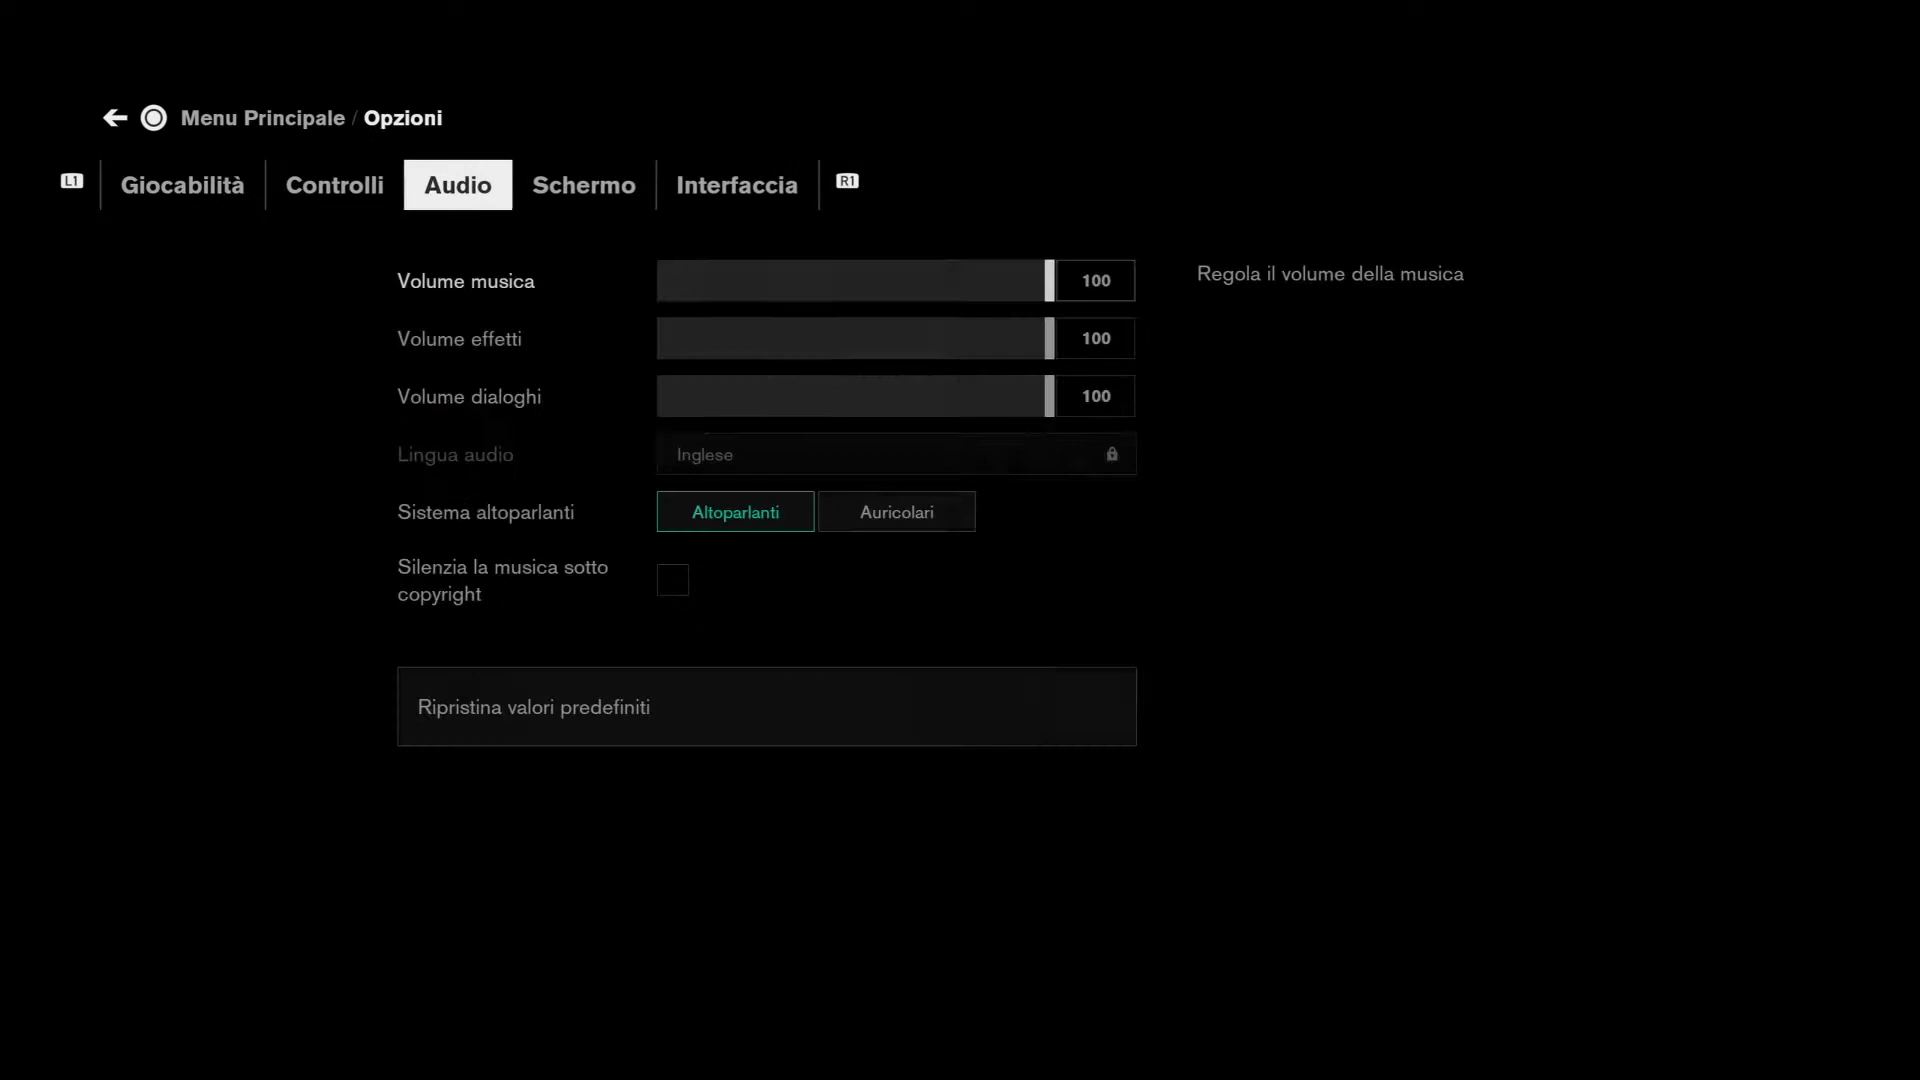 Menu Principale / Opzioni
L1 Giocabilità Controlli Audio Schermo Interfaccia R1
Volume musica 100 Regola il volume della musica
Volume effetti 100
Volume dialoghi 100
Lingua audio Inglese
Sistema altoparlanti Altoparlanti Auricolari
Silenzia la musica sotto
copyright
Ripristina valori predefiniti